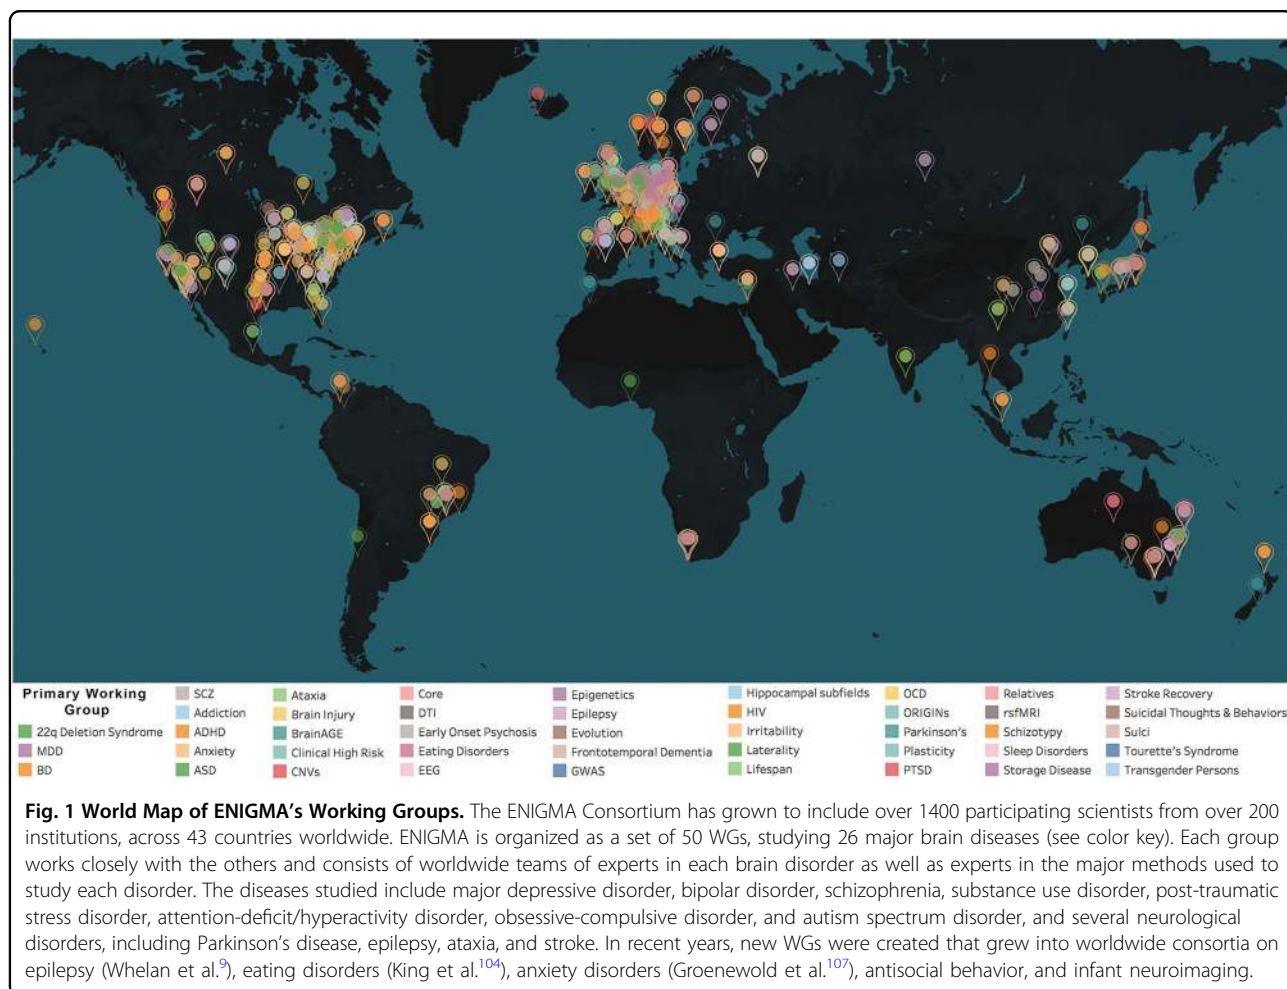 Primary Working
Group
22q Deletion Syndrome
MDD
BD
SCZ
Addiction
ADHD
Anxiety
ASD
Ataxia
Brain Injury
BrainAGE
Clinical High Risk
CNVs
Core
DTI
Early Onset Psychosis
Eating Disorders
EEG
Epigenetics
Epilepsy
Evolution
Frontotemporal Dementia
GWAS
Hippocampal subfields
HIV
Irritability
Laterality
Lifespan
OCD
ORIGINs
Parkinson's
Plasticity
PTSD
Relatives
rsfMRI
Schizotypy
Sleep Disorders
Storage Disease
Stroke Recovery
Suicidal Thoughts & Behaviors
Sulci
Tourette's Syndrome
Transgender Persons
Fig. 1 World Map of ENIGMA's Working Groups. The ENIGMA Consortium has grown to include over 1400 participating scientists from over 200
institutions, across 43 countries worldwide. ENIGMA is organized as a set of 50 WGs, studying 26 major brain diseases (see color key). Each group
works closely with the others and consists of worldwide teams of experts in each brain disorder as well as experts in the major methods used to
study each disorder. The diseases studied include major depressive disorder, bipolar disorder, schizophrenia, substance use disorder, post-traumatic
stress disorder, attention-deficit/hyperactivity disorder, obsessive-compulsive disorder, and autism spectrum disorder, and several neurological
disorders, including Parkinson's disease, epilepsy, ataxia, and stroke. In recent years, new WGs were created that grew into worldwide consortia on
epilepsy (Whelan et al.9), eating disorders (King et al.104), anxiety disorders (Groenewold et al.107), antisocial behavior, and infant neuroimaging.